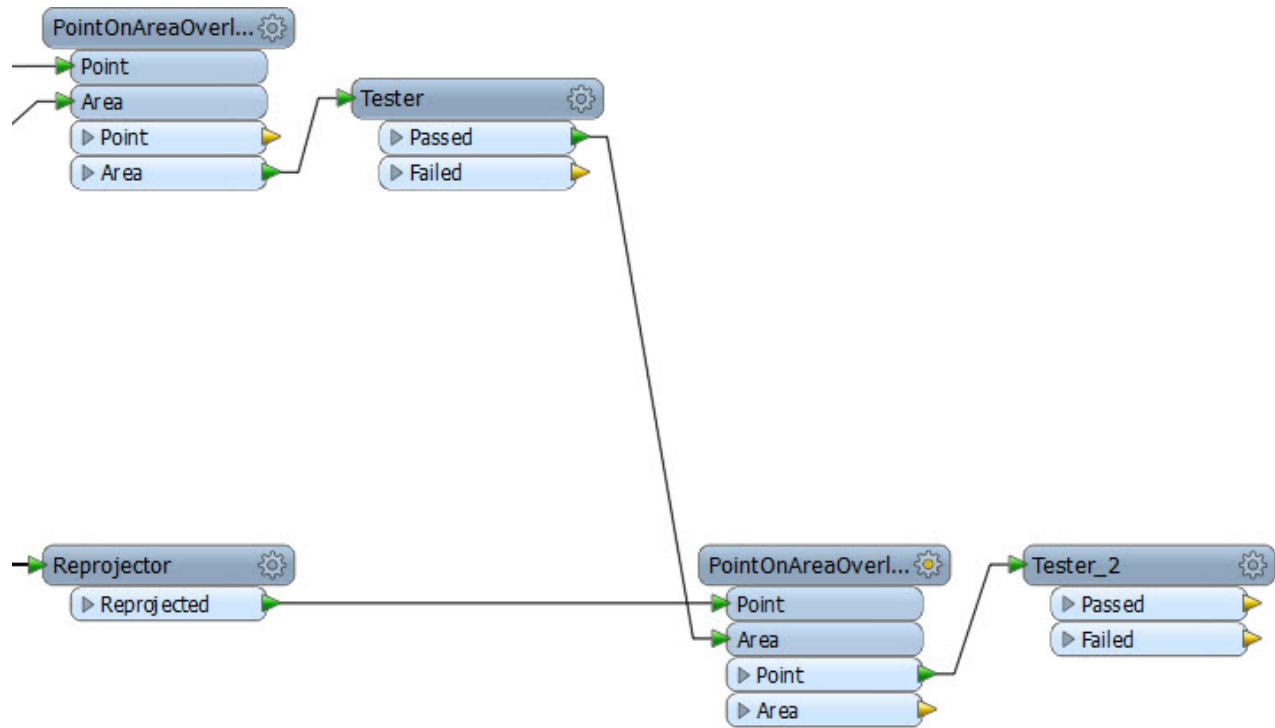 PointOnAreaOverl...
Point
Area
Point
Area
Tester
Passed
Failed
Reprojector
Reprojected
PointOnAreaOverl...
Point
Area
Point
Area
Tester_2
Passed
Failed